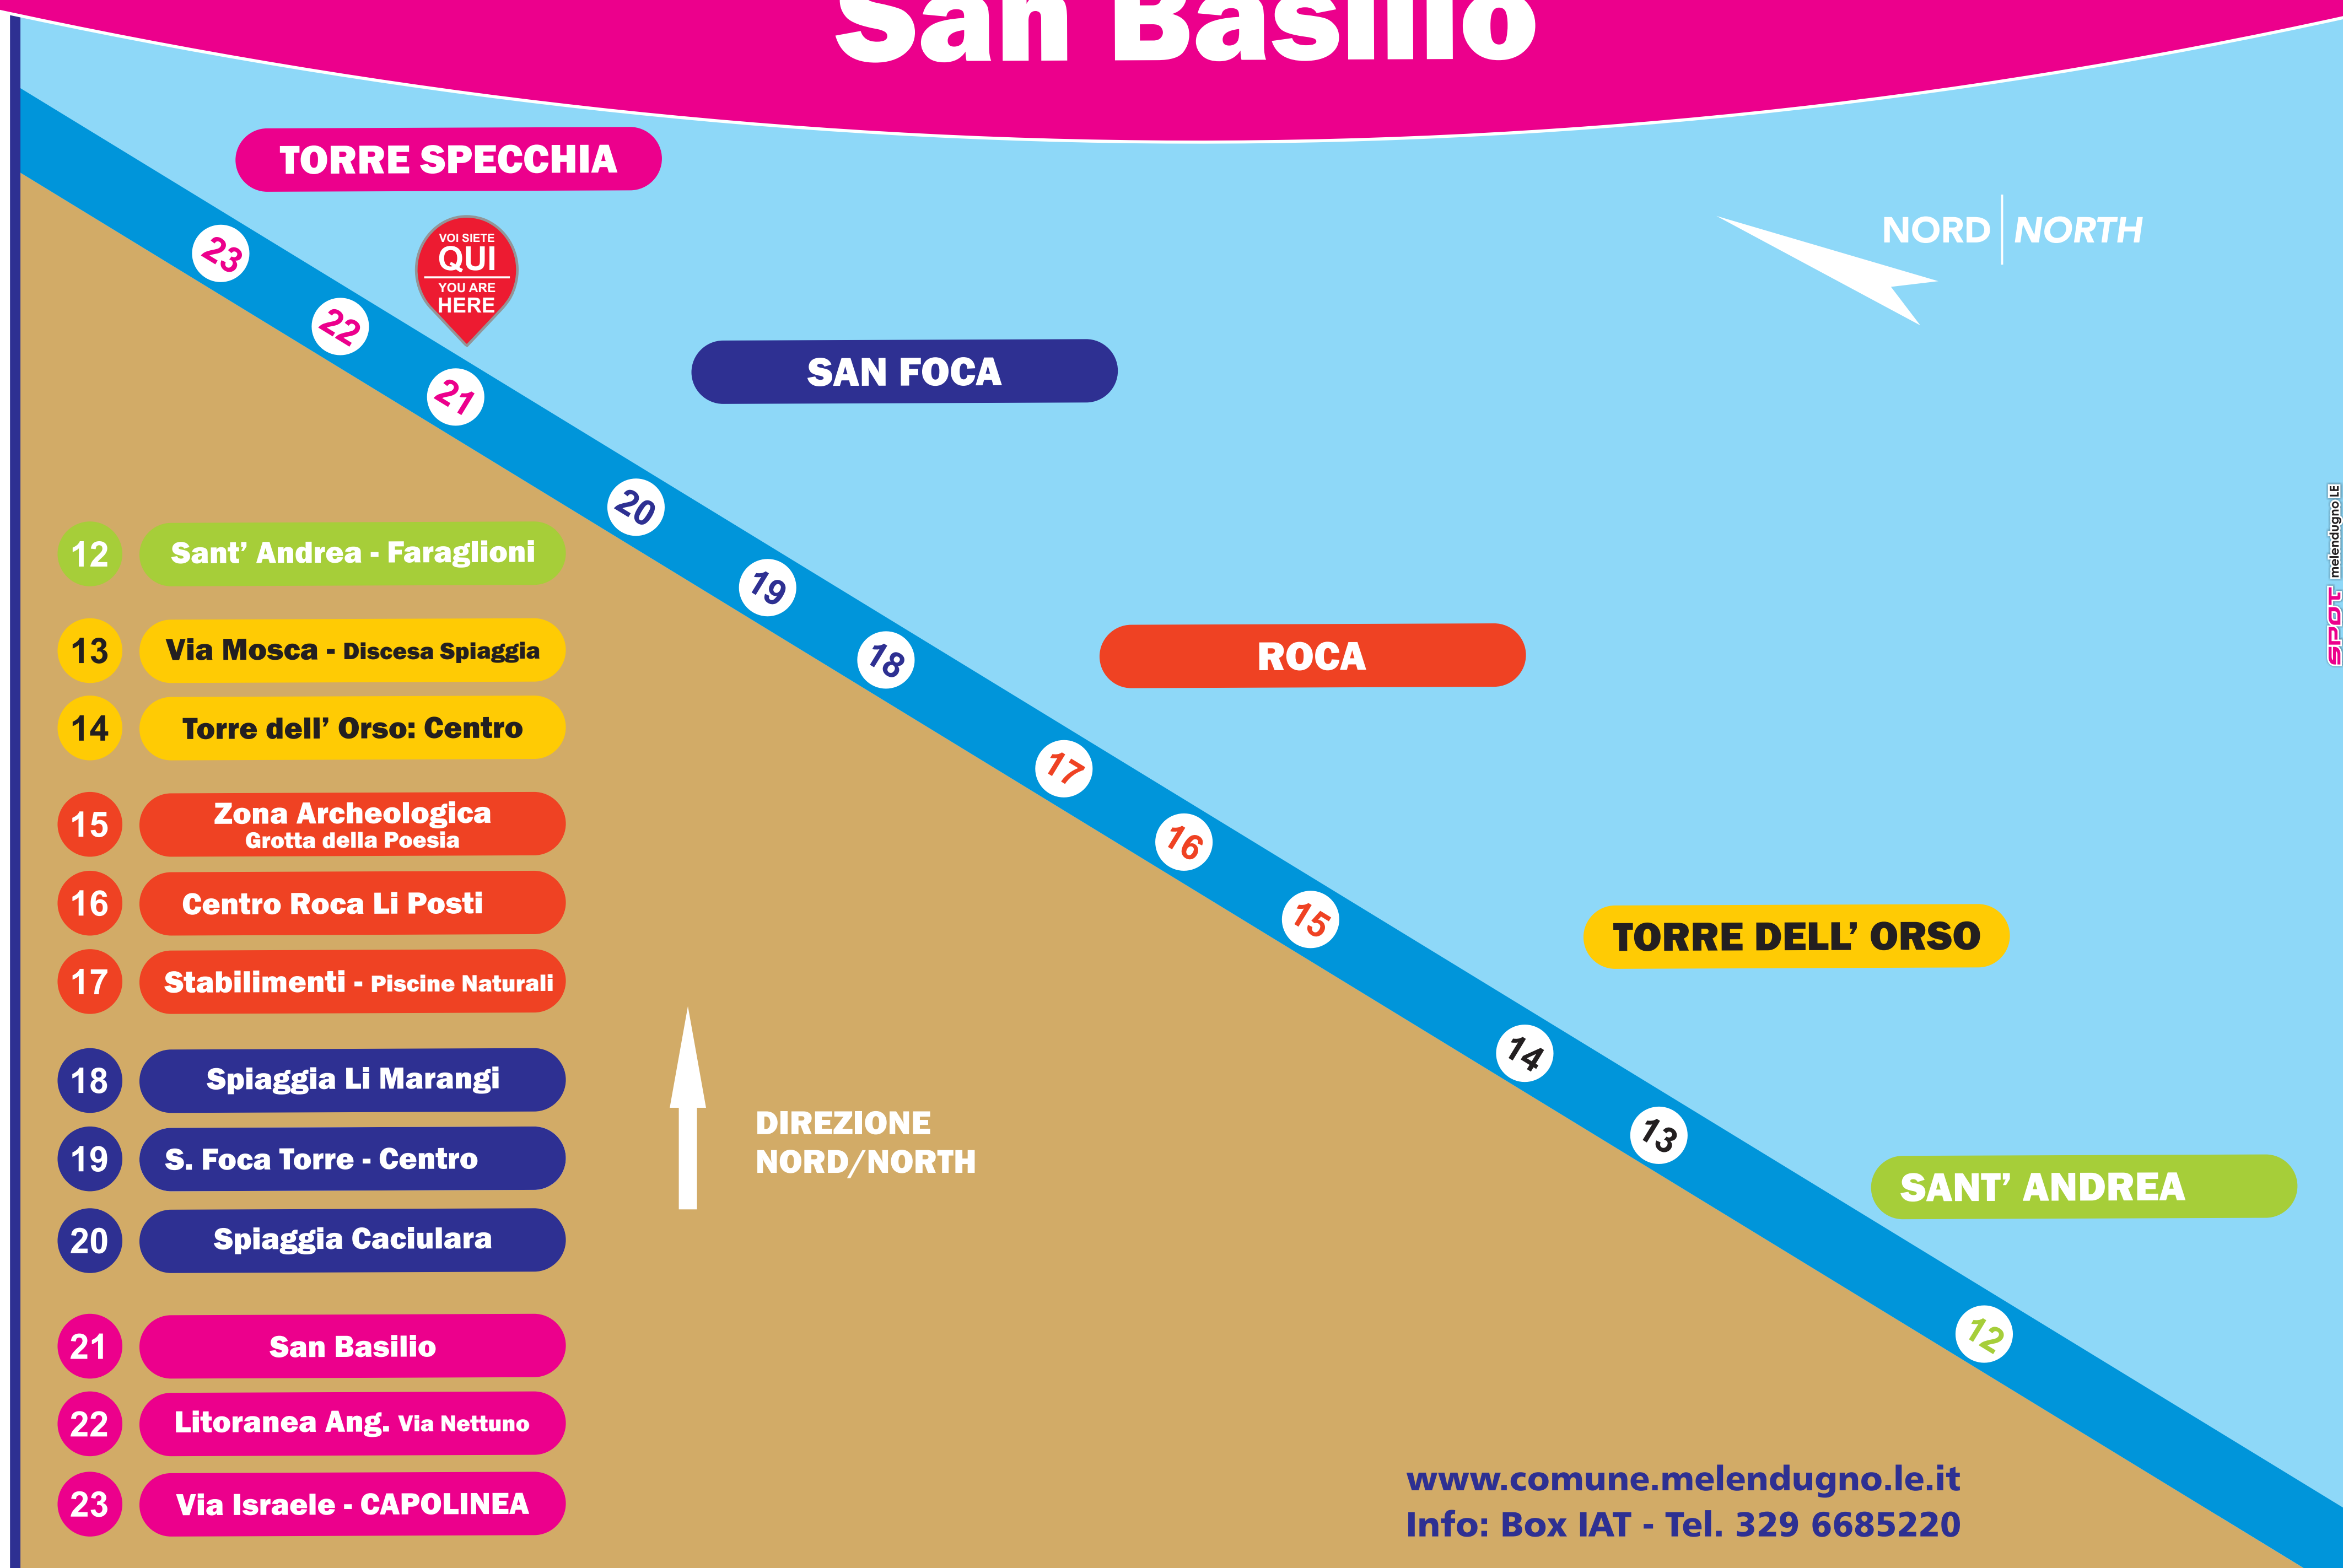 San Basilio
TORRE SPECCHIA
VOI SIETE
QUI
YOU ARE
HERE
NORD NORTH
SAN FOCA
ROCA
TORRE DELL' ORSO
SANT' ANDREA
23
22
21
20
19
18
17
16
15
14
13
12
12 Sant' Andrea - Faraglioni
13 Via Mosca - Discesa Spiaggia
14 Torre dell' Orso: Centro
15 Zona Archeologica
Grotta della Poesia
16 Centro Roca Li Posti
17 Stabilimenti - Piscine Naturali
18 Spiaggia Li Marangi
19 S. Foca Torre - Centro
20 Spiaggia Caciulara
21 San Basilio
22 Litoranea Ang. Via Nettuno
23 Via Israele - CAPOLINEA
DIREZIONE
NORD/NORTH
www.comune.melendugno.le.it
Info: Box IAT - Tel. 329 6685220
SPOT melendugno LE